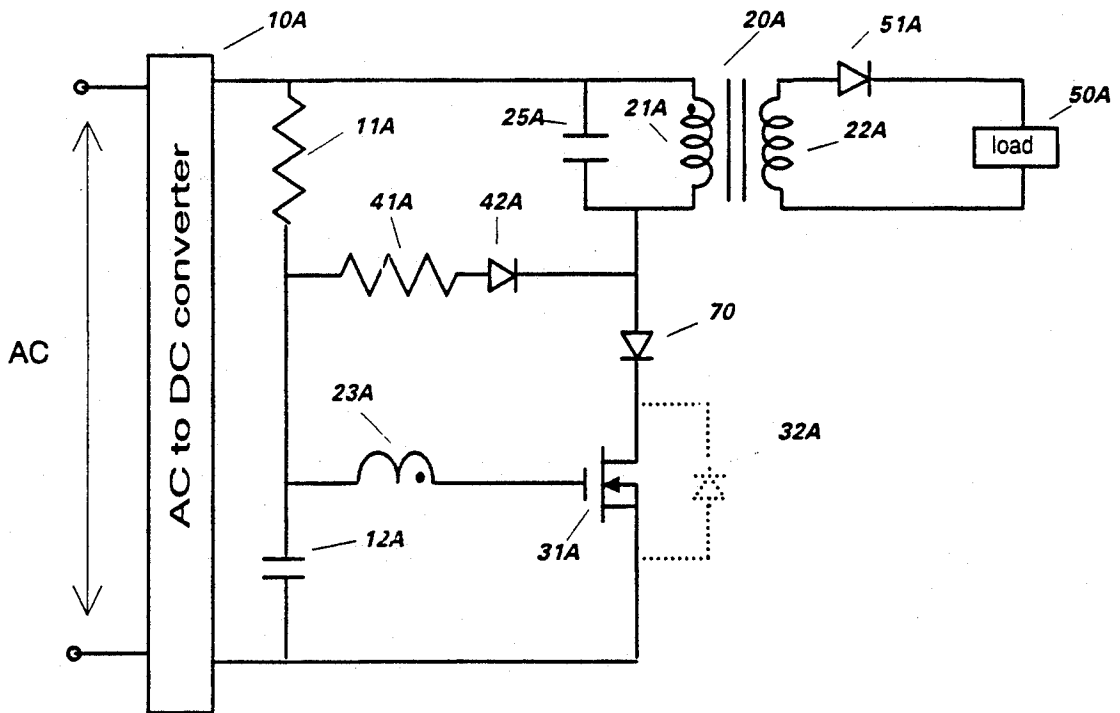 10A
20A
51A
50A
11A
25A
21A
22A
load
41A
42A
AC to DC converter
70
AC
23A
32A
12A
31A